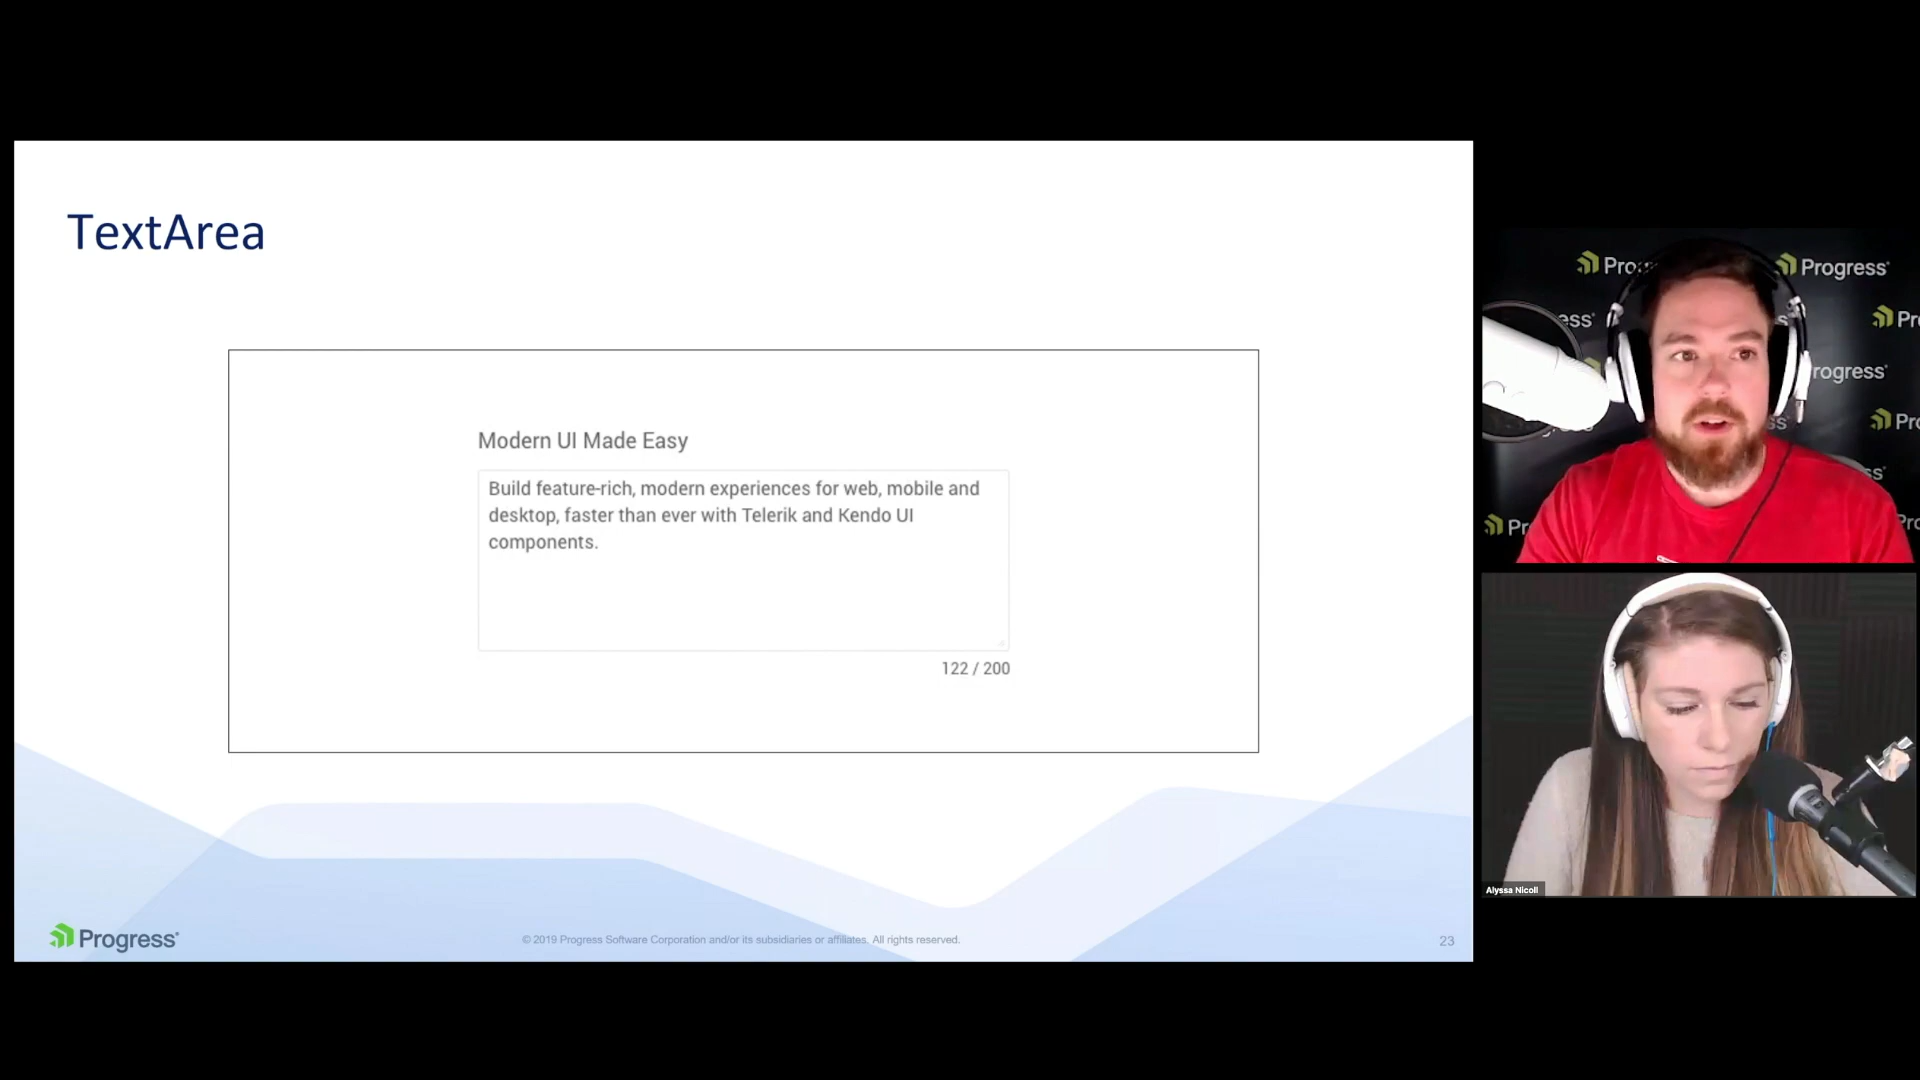 TextArea
Modern UI Made Easy
Build feature-rich, modern experiences for web, mobile and
desktop, faster than ever with Telerik and Kendo UI
components.
122 / 200
Progress
© 2019 Progress Software Corporation and/or its subsidiaries or affiliates. All rights reserved.
23
Progress
Alyssa Nicoll